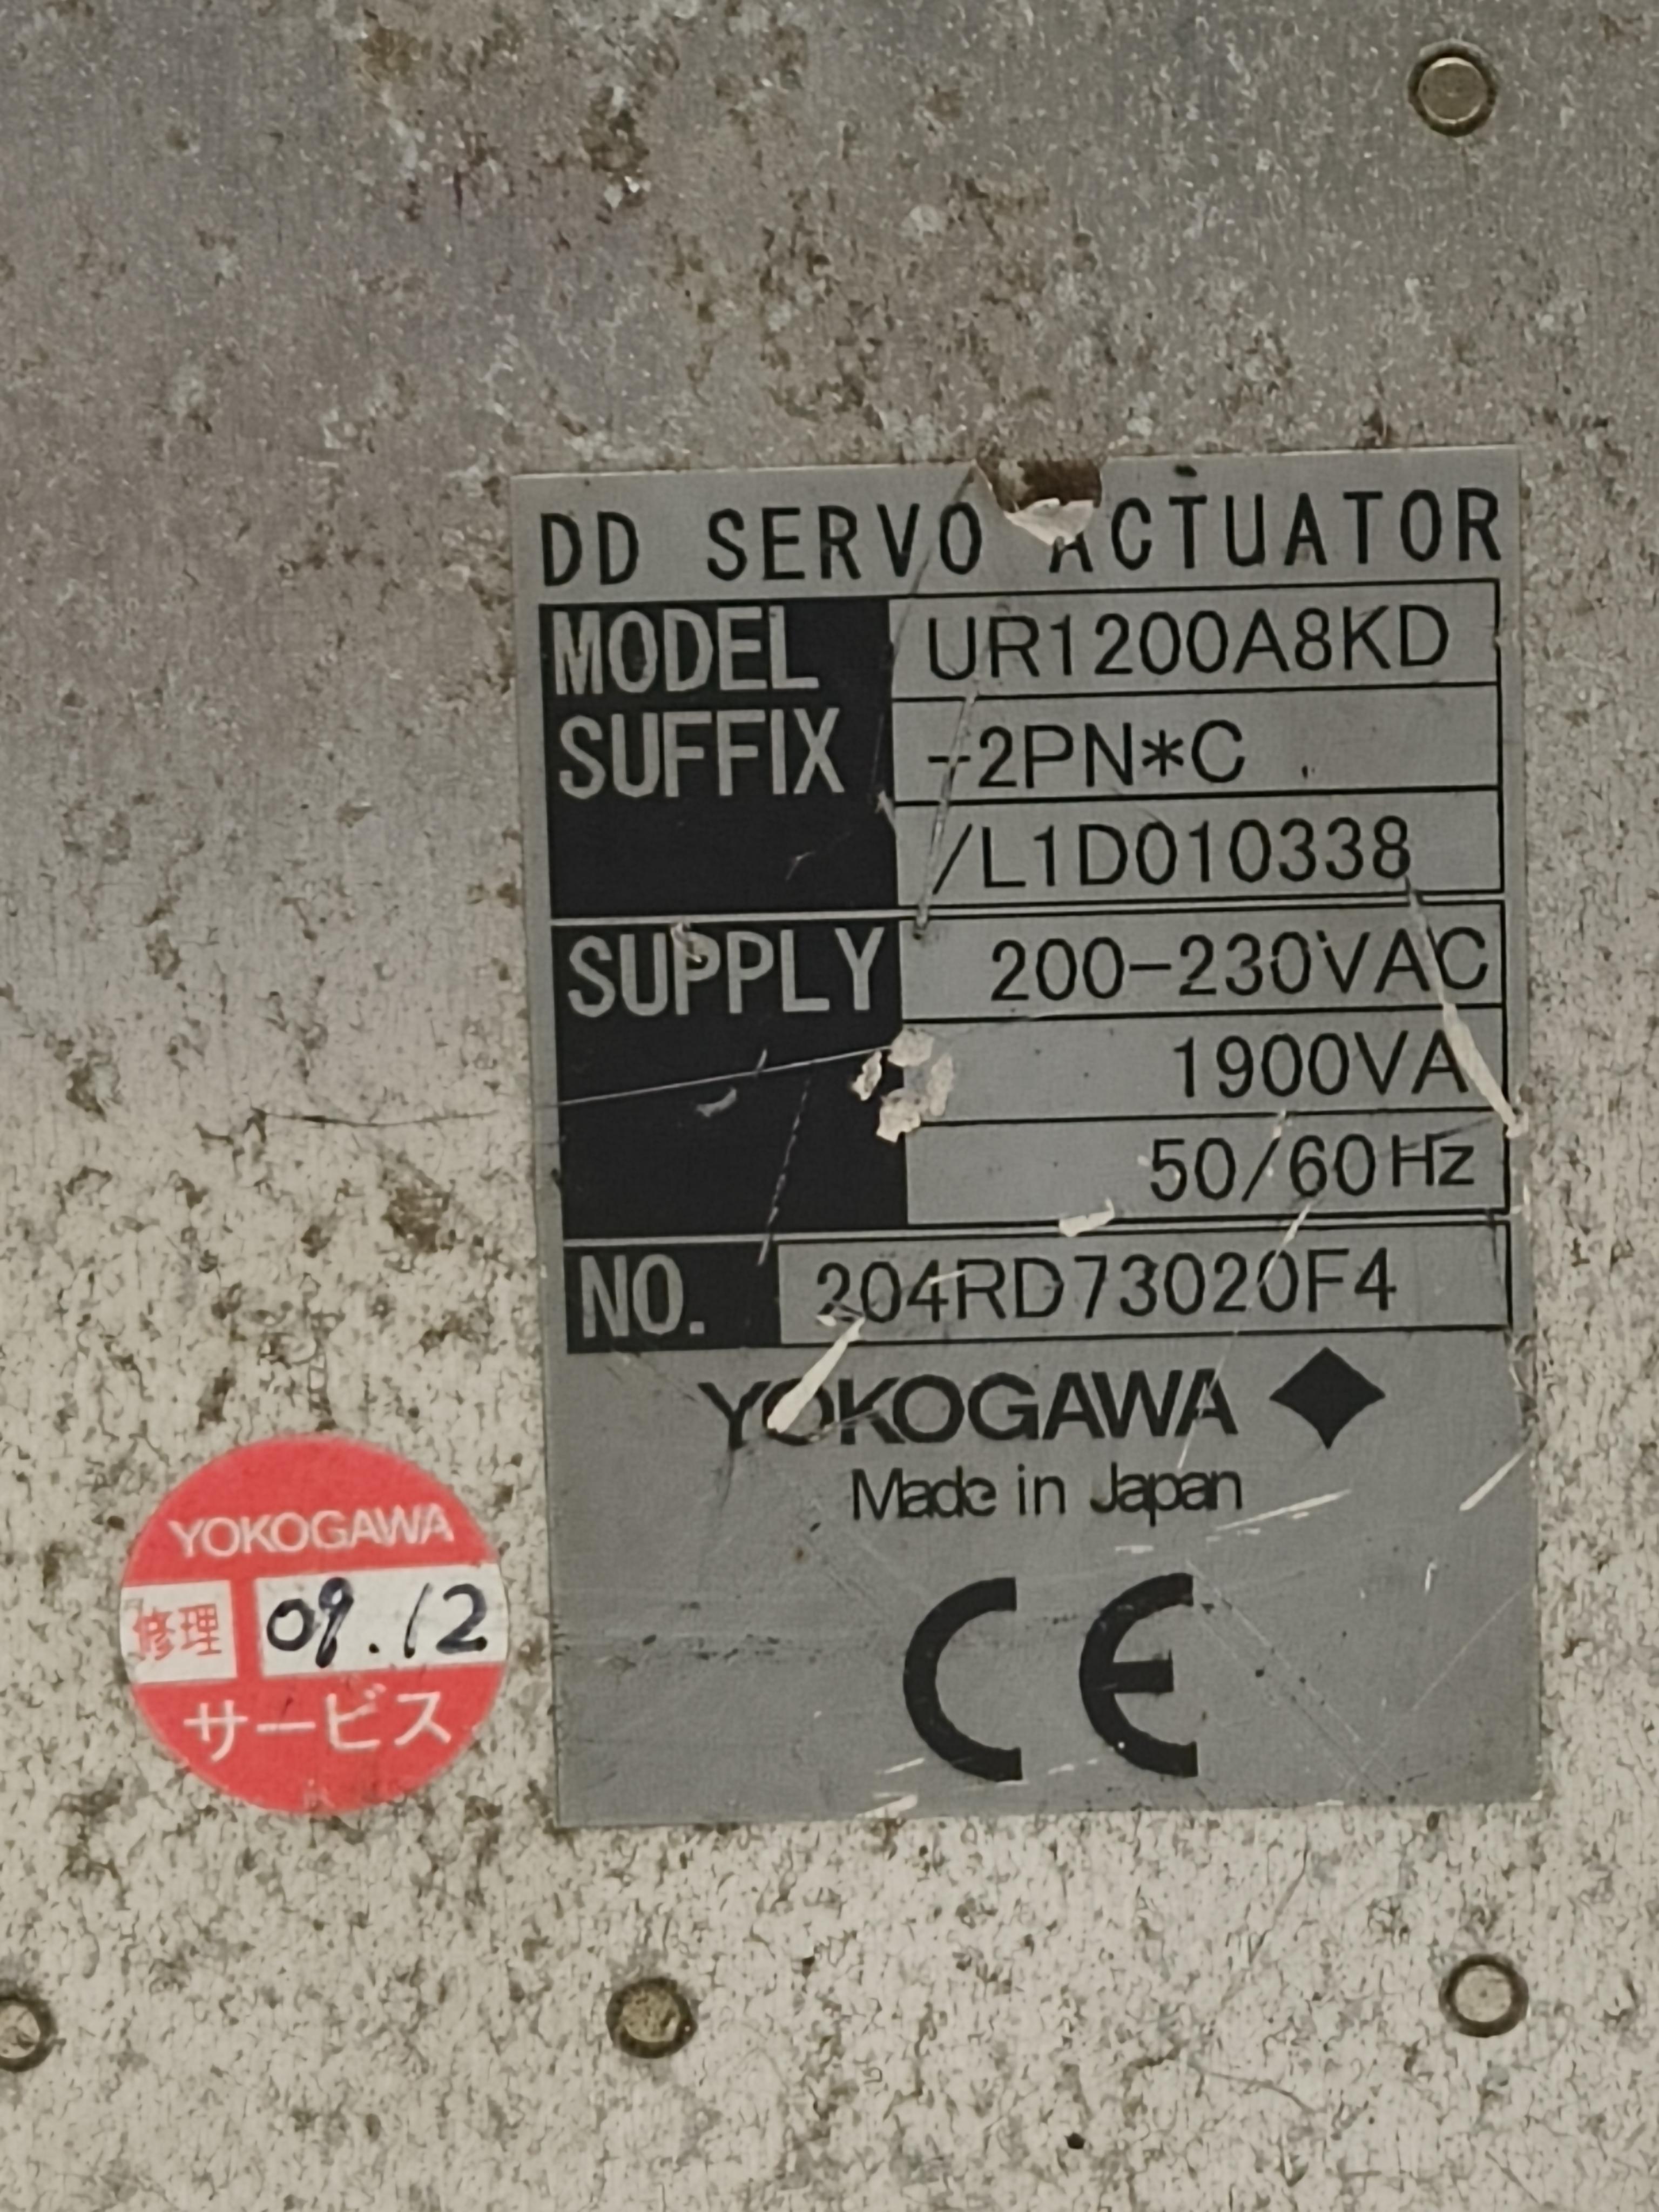 DD SERVO ACTUATOR
MODEL UR1200A8KD
SUFFIX -2PN*C
/L1D010338
SUPPLY 200-230VAC
1900VA
50/60Hz
NO. 204RD73020F4
YOKOGAWA
Made in Japan
CE
YOKOGAWA
修理 09.12
サービス